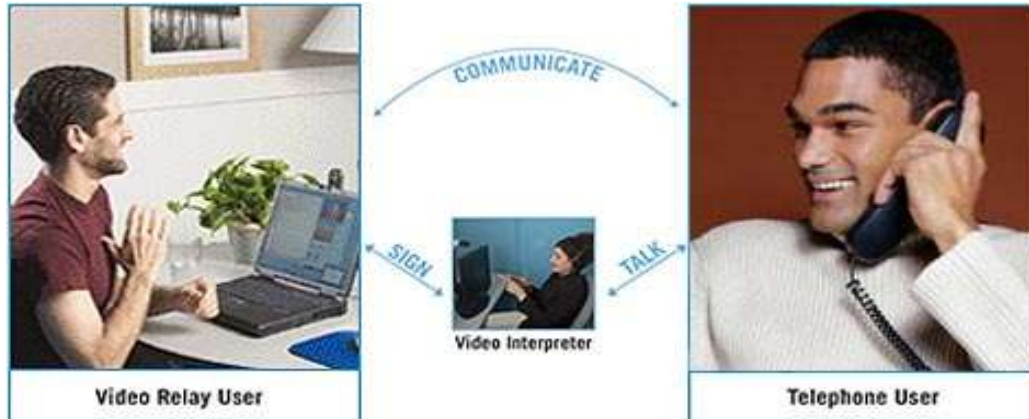 COMMUNICATE
SIGN
TALK
Video Interpreter
Video Relay User
Telephone User